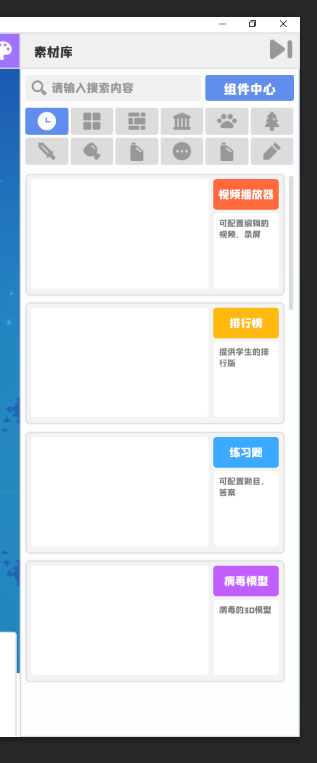 素材库
请输入搜索内容
组件中心
视频播放器
可配置编辑的
视频、录屏
排行榜
提供学生的排
行版
练习题
可配置题目、
答案
病毒模型
病毒的3D模型